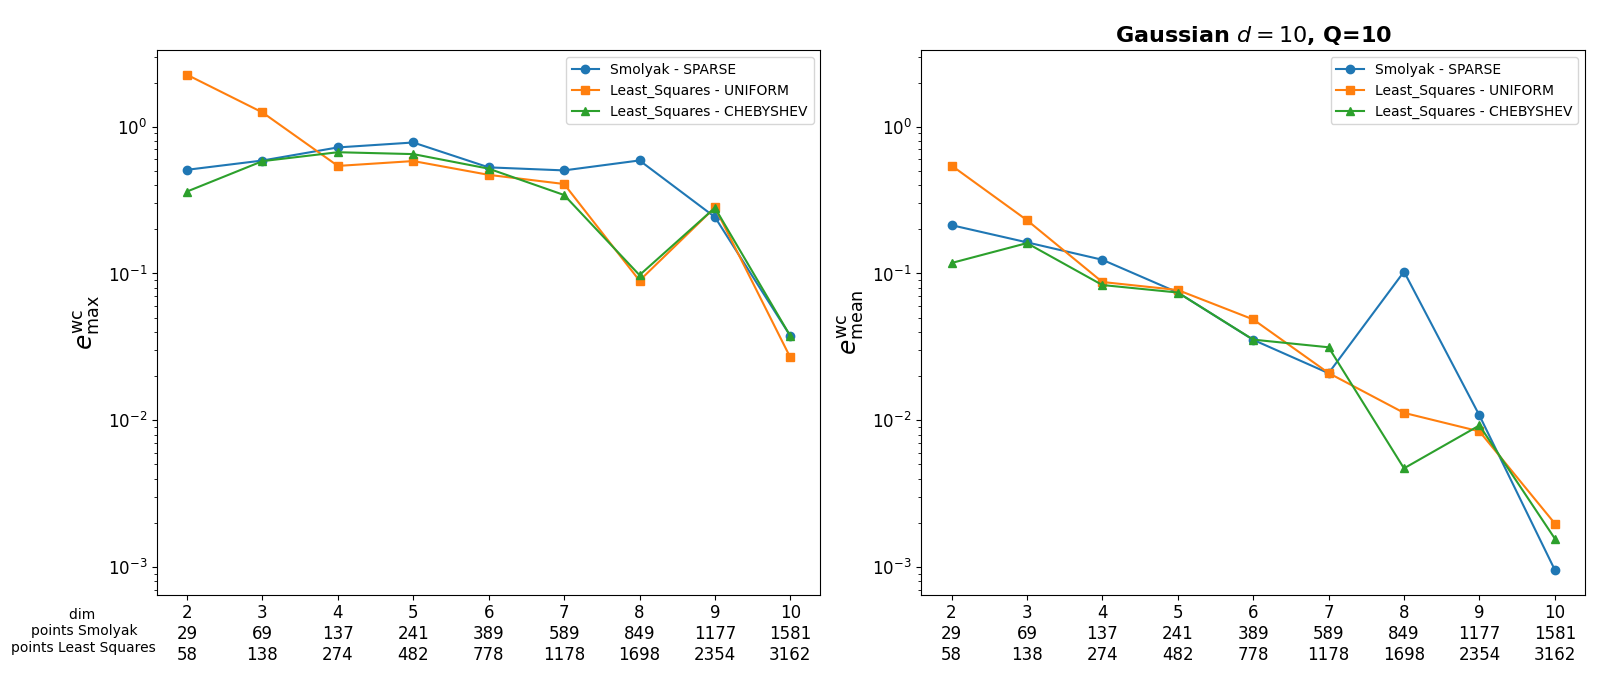 Gaussian d = 10, Q=10
Smolyak - SPARSE
Least_Squares - UNIFORM
Least_Squares - CHEBYSHEV
10⁰
10⁻¹
10⁻²
10⁻³
e^wc_max
dim 2 3 4 5 6 7 8 9 10
points Smolyak 29 69 137 241 389 589 849 1177 1581
points Least Squares 58 138 274 482 778 1178 1698 2354 3162
Smolyak - SPARSE
Least_Squares - UNIFORM
Least_Squares - CHEBYSHEV
10⁰
10⁻¹
10⁻²
10⁻³
e^wc_mean
2 3 4 5 6 7 8 9 10
29 69 137 241 389 589 849 1177 1581
58 138 274 482 778 1178 1698 2354 3162